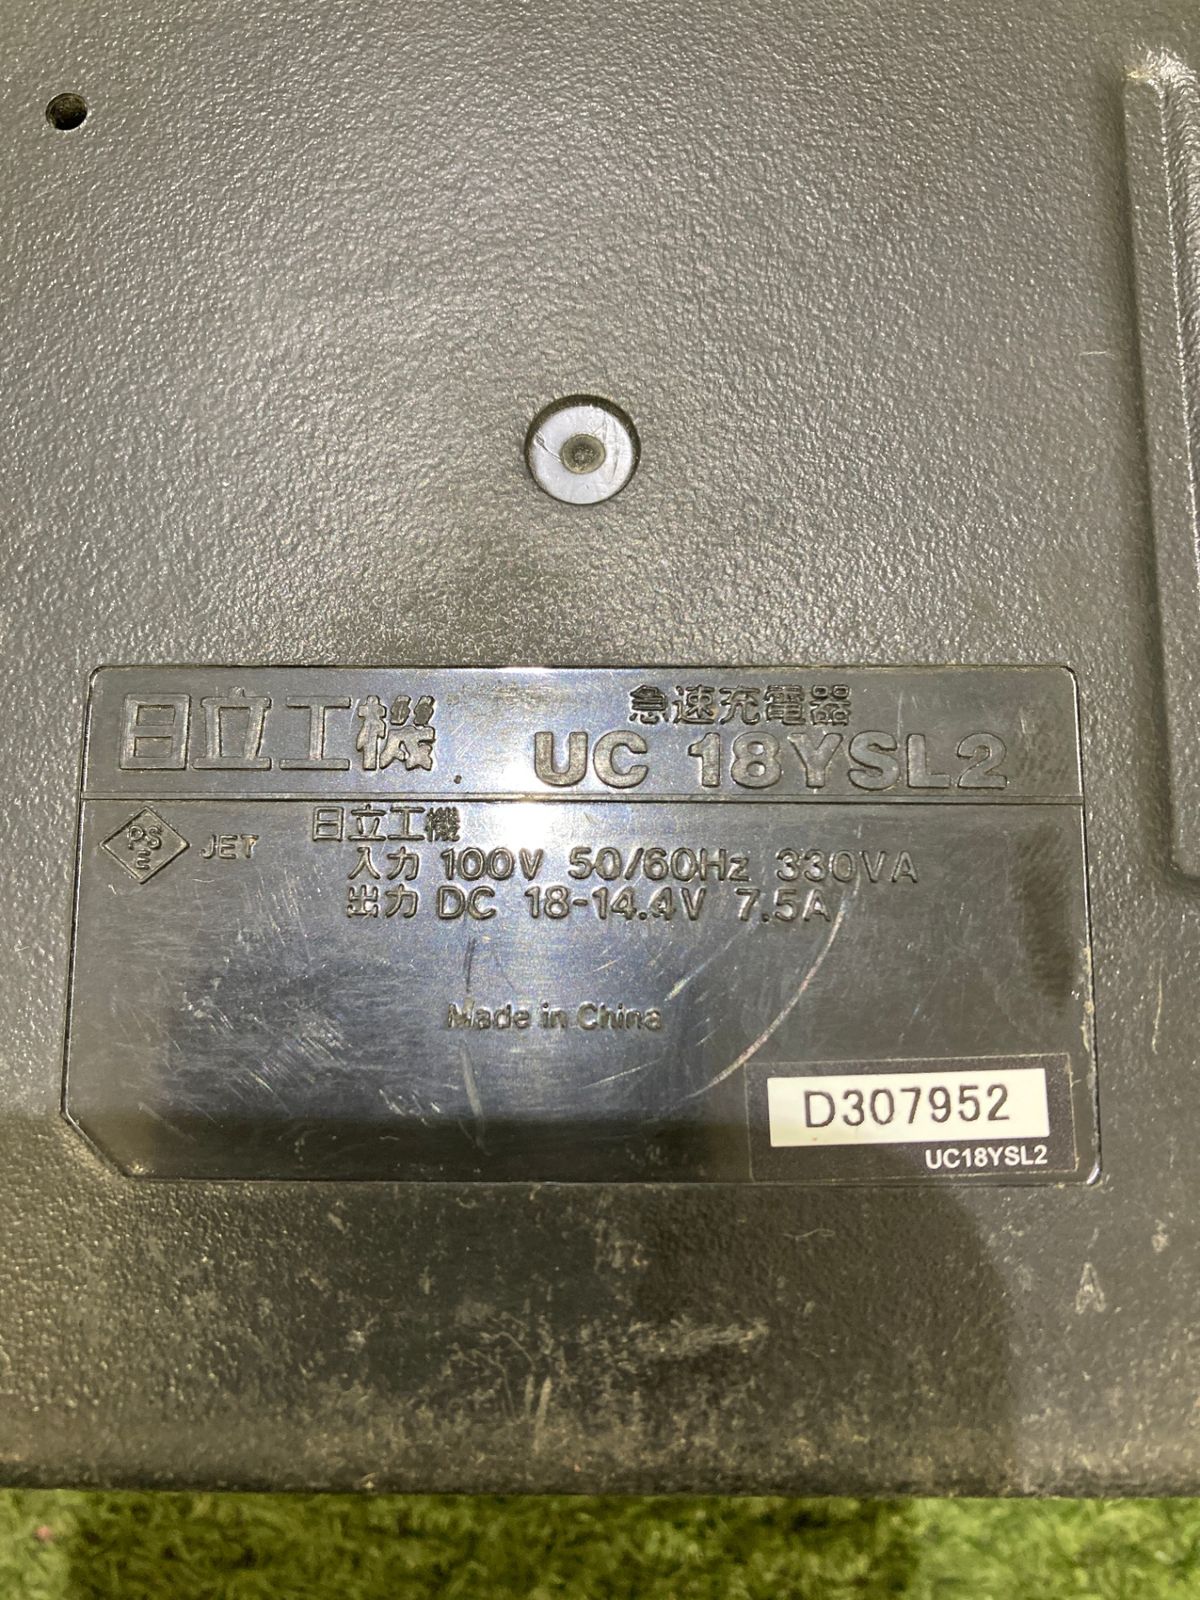 日立工機
急速充電器
UC 18YSL2
PS
E
JET
日立工機
入力 100V 50/60Hz 330VA
出力 DC 18-14.4V 7.5A
Made in China
D307952
UC18YSL2
A